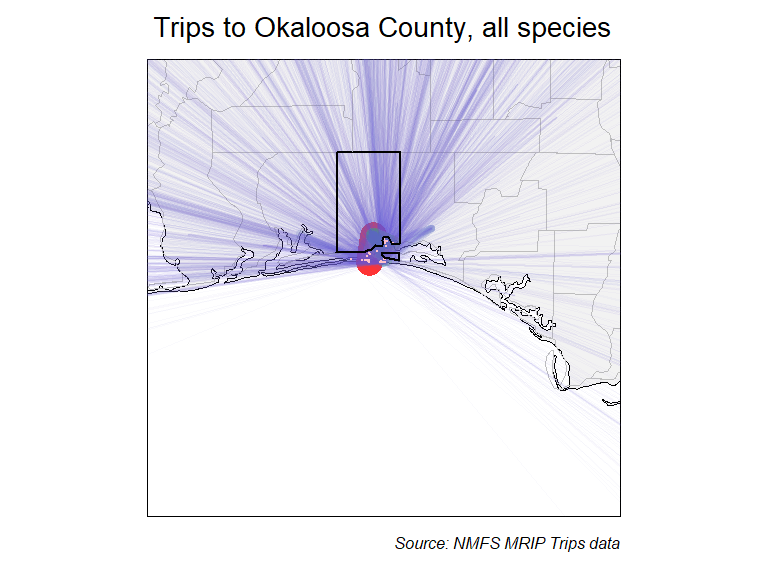 Trips to Okaloosa County, all species
Source: NMFS MRIP Trips data